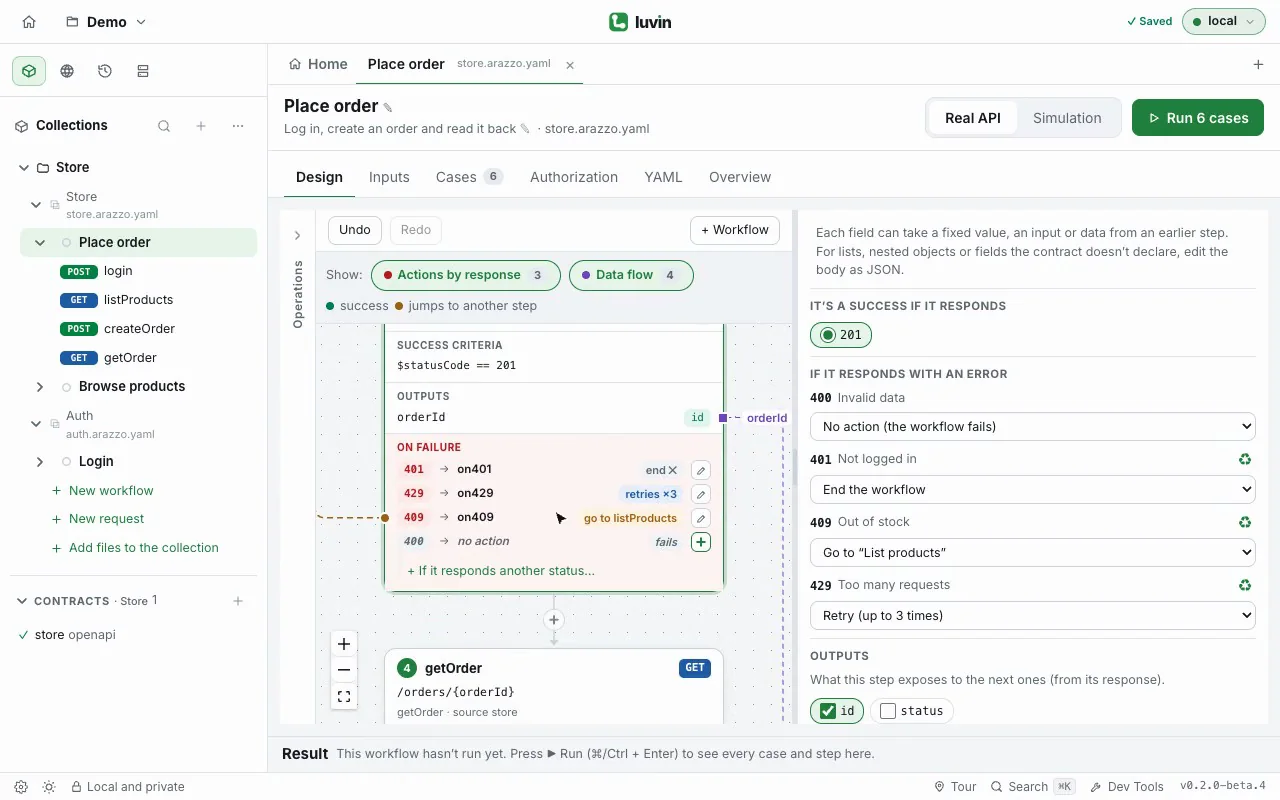 Demo
luvin
✓ Saved
local
Home
Place order
store.arazzo.yaml
Collections
Store
Store
store.arazzo.yaml
Place order
POST login
GET listProducts
POST createOrder
GET getOrder
Browse products
Auth
auth.arazzo.yaml
Login
+ New workflow
+ New request
+ Add files to the collection
CONTRACTS · Store 1
store openapi
Place order
Log in, create an order and read it back · store.arazzo.yaml
Real API
Simulation
Run 6 cases
Design
Inputs
Cases 6
Authorization
YAML
Overview
Operations
Undo
Redo
+ Workflow
Show:
Actions by response 3
Data flow 4
success
jumps to another step
SUCCESS CRITERIA
$statusCode == 201
OUTPUTS
orderId
id
orderId
ON FAILURE
401 → on401 end ✕
429 → on429 retries ×3
409 → on409 go to listProducts
400 → no action fails
+ If it responds another status...
4 getOrder GET
/orders/{orderId}
getOrder · source store
Each field can take a fixed value, an input or data from an earlier step.
For lists, nested objects or fields the contract doesn't declare, edit the
body as JSON.
IT'S A SUCCESS IF IT RESPONDS
201
IF IT RESPONDS WITH AN ERROR
400 Invalid data
No action (the workflow fails)
401 Not logged in
End the workflow
409 Out of stock
Go to “List products”
429 Too many requests
Retry (up to 3 times)
OUTPUTS
What this step exposes to the next ones (from its response).
id
status
Result This workflow hasn't run yet. Press ▶ Run (⌘/Ctrl + Enter) to see every case and step here.
Local and private
Tour
Search ⌘K
Dev Tools
v0.2.0-beta.4